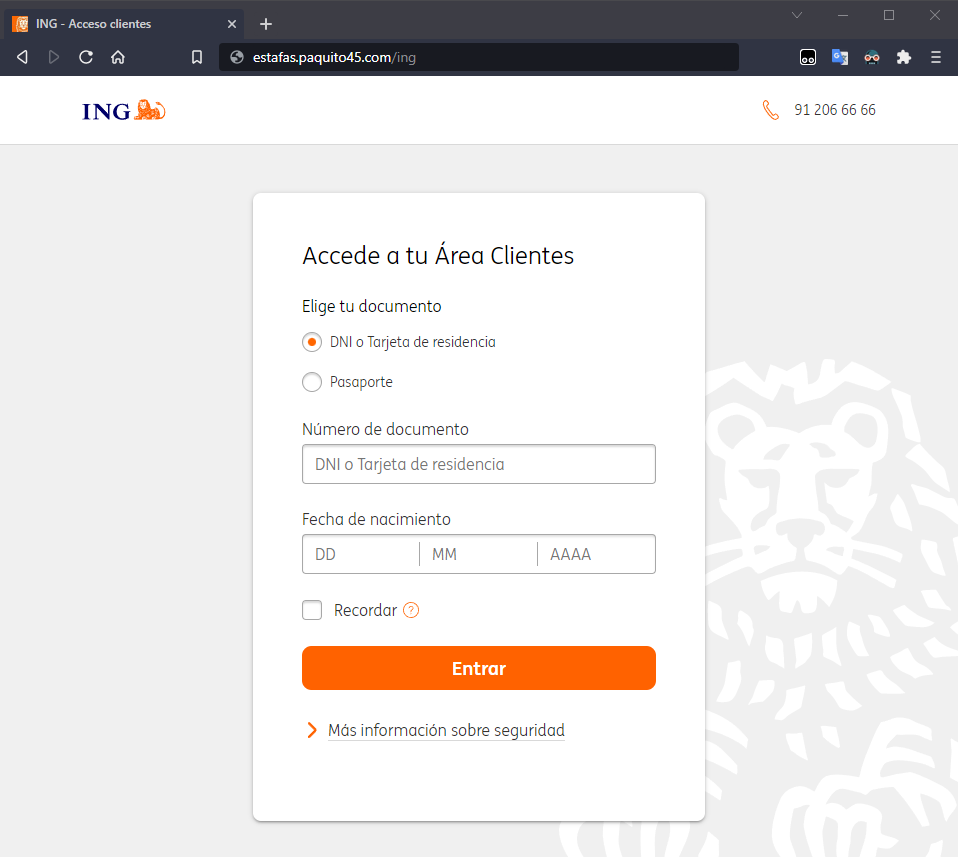 ING - Acceso clientes
estafas.paquito45.com/ing
ING
91 206 66 66
Accede a tu Área Clientes
Elige tu documento
DNI o Tarjeta de residencia
Pasaporte
Número de documento
DNI o Tarjeta de residencia
Fecha de nacimiento
DD MM AAAA
Recordar ?
Entrar
Más información sobre seguridad